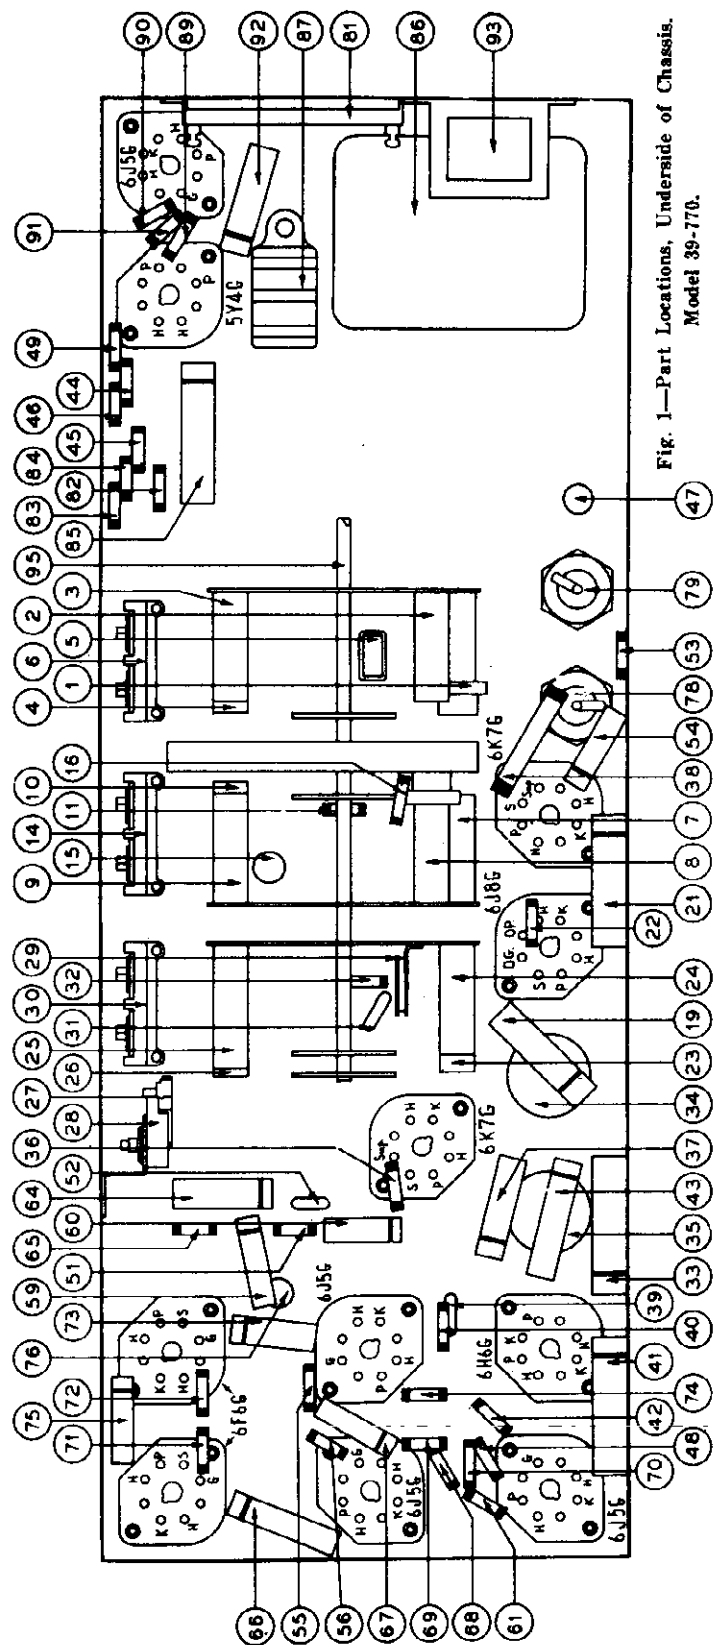 71 75 72 76 73 59 51 65 60 64 52 36 28 27 26 25 31 30 32 29 9 15 14 11 10 16 4 1 6 5 2 3 95 85 83 82 84 45 46 44 49 91
90
89
92
87
81
86
93
66
55
56
67
69
68
61
K H P S G
6F6G
K H P S H G
P G H K H
6J5G
P G H K H
6J5G
P G H K H
6J5G
H P K P K H
6H6G
Sup S P K H H
6K7G
DG. OP S P H K
6J8G
P S Sup H K H
6K7G
H H P P
5Y4G
G H K H P
6J5G
70 48 42 74 41 40 39 33 35 43 37 34 23 19 24 22 21 8 7 38 54 78 53 79 47
Fig. 1—Part Locations, Underside of Chassis.
Model 39-770.